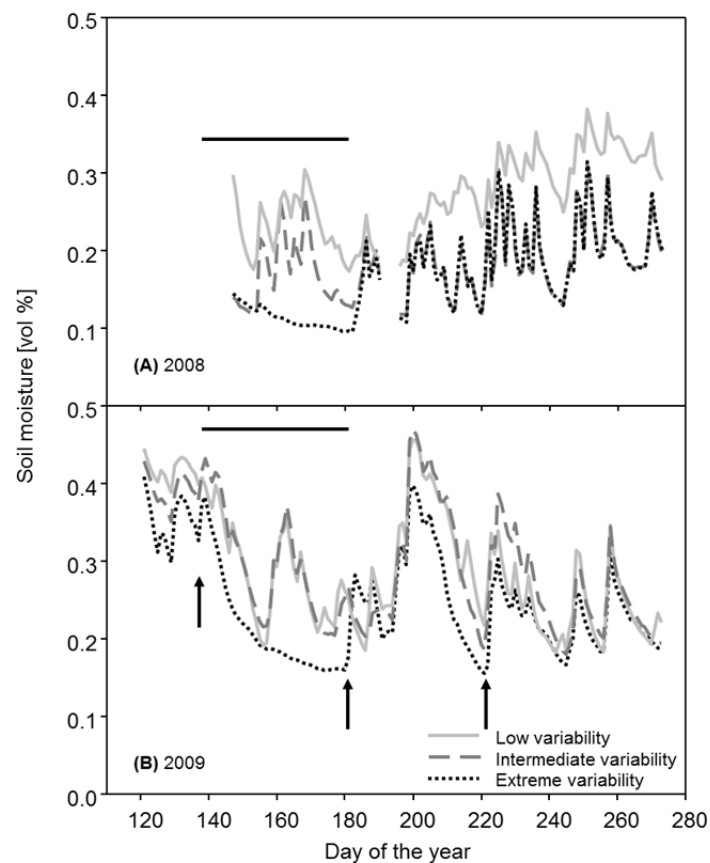 0.5
0.4
0.3
0.2
0.1
(A) 2008
Soil moisture [vol %]
0.5
0.4
0.3
0.2
0.1
0.0
Low variability
Intermediate variability
Extreme variability
(B) 2009
120 140 160 180 200 220 240 260 280
Day of the year